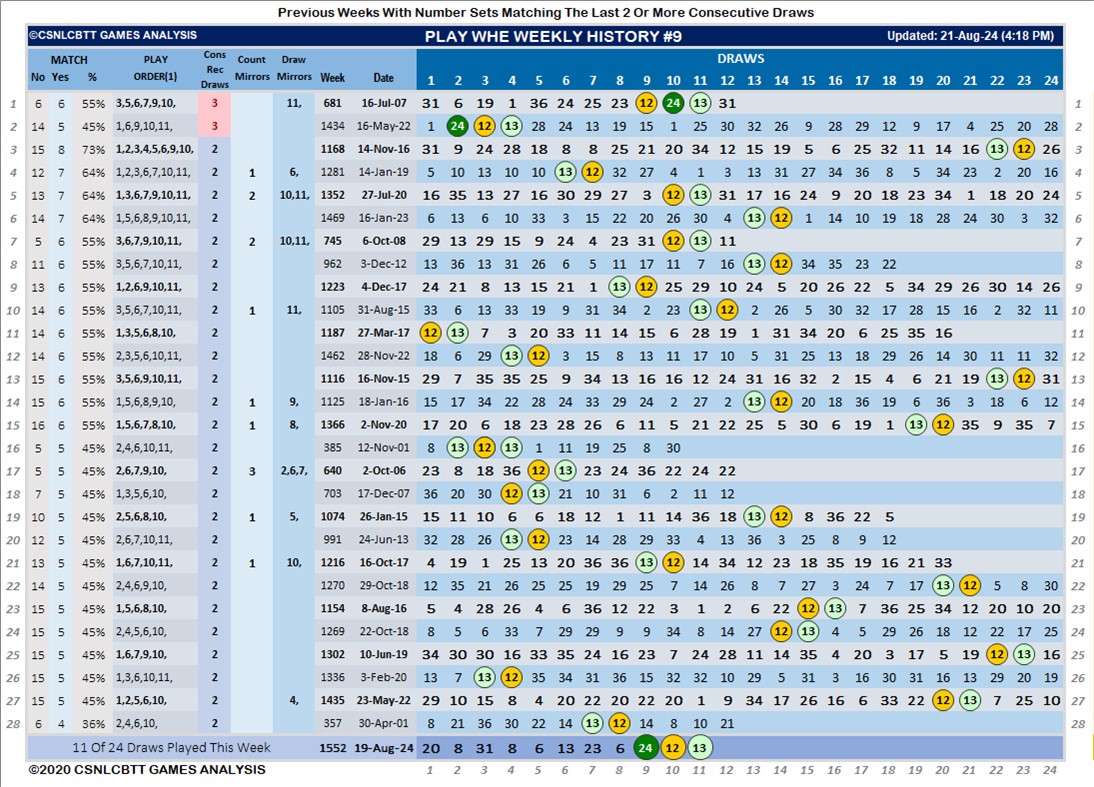 Previous Weeks With Number Sets Matching The Last 2 Or More Consecutive Draws
©CSNLCBTT GAMES ANALYSIS PLAY WHE WEEKLY HISTORY #9 Updated: 21-Aug-24 (4:18 PM)
MATCH PLAY Cons Count Draw DRAWS
No Yes % ORDER(1) Rec Draws Mirrors Mirrors Week Date 1 2 3 4 5 6 7 8 9 10 11 12 13 14 15 16 17 18 19 20 21 22 23 24
1 6 6 55% 3,5,6,7,9,10, 3 11, 681 16-Jul-07 31 6 19 1 36 24 25 23 12 24 11 13 31 1
2 14 5 45% 1,6,9,10,11, 3 1434 16-May-22 1 24 12 13 28 24 13 19 15 1 25 30 32 26 9 28 29 12 9 17 4 25 20 28 2
3 15 8 73% 1,2,3,4,5,6,9,10, 2 1168 14-Nov-16 31 9 24 28 18 8 8 25 21 20 34 12 15 19 5 6 25 32 11 14 16 13 12 26 3
4 12 7 64% 1,2,3,6,7,10,11, 2 1 6, 1281 14-Jan-19 5 10 13 10 10 13 12 32 27 4 1 3 13 31 27 34 36 8 5 34 23 2 20 16 4
5 13 7 64% 1,3,6,7,9,10,11, 2 2 10,11, 1352 27-Jul-20 16 35 13 27 16 30 29 27 3 12 13 31 17 16 24 9 20 18 23 34 1 18 20 24 5
6 14 7 64% 1,5,6,8,9,10,11, 2 1469 16-Jan-23 6 13 6 10 33 3 15 22 20 26 30 4 13 12 1 14 10 19 18 28 24 30 3 32 6
7 5 6 55% 3,6,7,9,10,11, 2 2 10,11, 745 6-Oct-08 29 13 29 15 9 24 4 23 31 12 13 11 7
8 11 6 55% 3,5,6,7,10,11, 2 962 3-Dec-12 13 36 13 31 26 6 5 11 17 11 7 16 13 12 34 35 23 22 8
9 13 6 55% 1,2,6,9,10,11, 2 1223 4-Dec-17 24 21 8 13 15 21 1 13 12 25 29 10 24 5 20 26 22 5 34 29 26 30 14 26 9
10 14 6 55% 3,5,6,7,10,11, 2 1 11, 1105 31-Aug-15 33 6 13 13 29 9 31 34 2 23 13 12 2 26 5 30 32 17 28 15 16 2 32 11 10
11 14 6 55% 1,3,5,6,8,10, 2 1187 27-Mar-17 12 13 7 3 20 33 11 14 15 6 28 19 1 31 34 20 6 25 35 16 11
12 14 6 55% 2,3,5,6,10,11, 2 1462 28-Nov-22 18 6 29 13 12 3 15 8 13 11 17 10 5 31 25 13 18 29 26 14 30 11 11 32 12
13 15 6 55% 3,5,6,9,10,11, 2 1116 16-Nov-15 29 7 35 35 25 9 34 13 16 16 12 24 31 16 32 2 15 4 6 21 19 13 12 31 13
14 15 6 55% 1,5,6,8,9,10, 2 1 9, 1125 18-Jan-16 15 17 34 22 28 24 33 29 24 2 27 2 13 12 20 18 36 19 6 36 3 18 6 12 14
15 16 6 55% 1,5,6,7,8,10, 2 1 8, 1366 2-Nov-20 17 20 6 18 23 28 26 6 11 5 21 22 25 5 30 6 19 1 13 12 35 9 35 7 15
16 5 5 45% 2,4,6,10,11, 2 385 12-Nov-01 8 13 12 13 1 11 19 25 8 30 16
17 5 5 45% 2,6,7,9,10, 2 3 2,6,7, 640 2-Oct-06 23 8 18 36 12 13 23 24 36 22 24 22 17
18 7 5 45% 1,3,5,6,10, 2 703 17-Dec-07 36 20 30 12 13 21 10 31 6 2 11 12 18
19 10 5 45% 2,5,6,8,10, 2 1 5, 1074 26-Jan-15 15 11 10 6 6 18 12 1 11 14 36 18 13 12 8 36 22 5 19
20 12 5 45% 2,6,7,10,11, 2 991 24-Jun-13 32 28 26 13 12 23 14 28 29 33 4 13 36 3 25 8 9 12 20
21 13 5 45% 1,6,7,10,11, 2 1 10, 1216 16-Oct-17 4 19 1 25 13 20 36 36 13 12 14 34 12 23 18 35 19 16 21 33 21
22 14 5 45% 2,4,6,9,10, 2 1270 29-Oct-18 12 35 21 26 25 25 19 29 25 7 14 26 8 7 27 3 24 7 17 13 12 5 8 30 22
23 15 5 45% 1,5,6,8,10, 2 1154 8-Aug-16 5 4 28 26 4 6 36 12 22 3 1 2 6 22 12 13 7 36 25 34 12 20 10 20 23
24 15 5 45% 2,4,5,6,10, 2 1269 22-Oct-18 8 5 6 33 7 29 29 9 9 34 8 14 27 12 13 4 5 29 26 18 12 22 17 25 24
25 15 5 45% 1,6,7,9,10, 2 1302 10-Jun-19 34 30 30 16 33 35 24 16 23 7 24 28 11 14 35 4 20 3 17 5 19 12 13 16 25
26 15 5 45% 1,3,6,10,11, 2 1336 3-Feb-20 13 7 13 12 35 34 31 36 15 32 32 10 29 5 31 3 16 30 31 16 13 29 20 19 26
27 15 5 45% 1,2,5,6,10, 2 4, 1435 23-May-22 29 10 15 8 4 20 22 20 22 20 1 9 34 17 26 16 6 33 22 12 13 7 25 10 27
28 6 4 36% 2,4,6,10, 2 357 30-Apr-01 8 21 36 30 22 14 13 12 14 8 10 21 28
11 Of 24 Draws Played This Week 1552 19-Aug-24 20 8 31 8 6 13 23 6 24 12 13
©2020 CSNLCBTT GAMES ANALYSIS 1 2 3 4 5 6 7 8 9 10 11 12 13 14 15 16 17 18 19 20 21 22 23 24